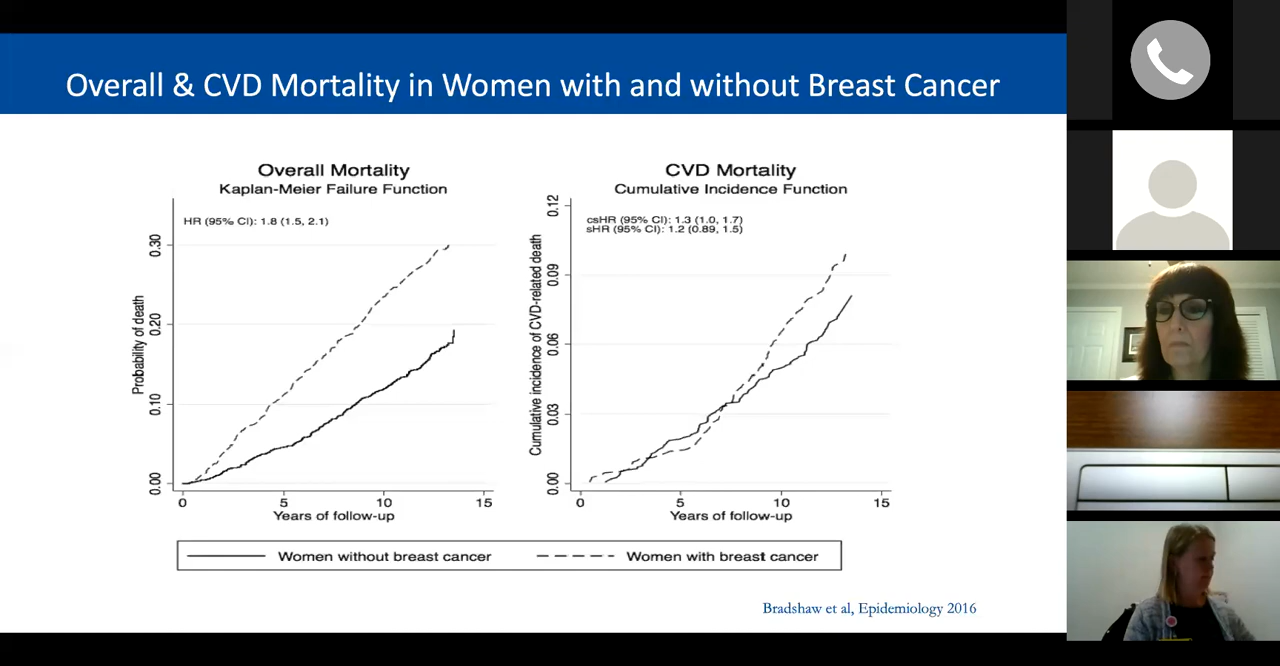 Overall & CVD Mortality in Women with and without Breast Cancer
Overall Mortality
Kaplan-Meier Failure Function
HR (95% CI): 1.8 (1.5, 2.1)
Probability of death
0.30
0.20
0.10
0.00
0 5 10 15
Years of follow-up
CVD Mortality
Cumulative Incidence Function
csHR (95% CI): 1.3 (1.0, 1.7)
sHR (95% CI): 1.2 (0.89, 1.5)
Cumulative incidence of CVD-related death
0.12
0.09
0.06
0.03
0.00
0 5 10 15
Years of follow-up
Women without breast cancer
Women with breast cancer
Bradshaw et al, Epidemiology 2016